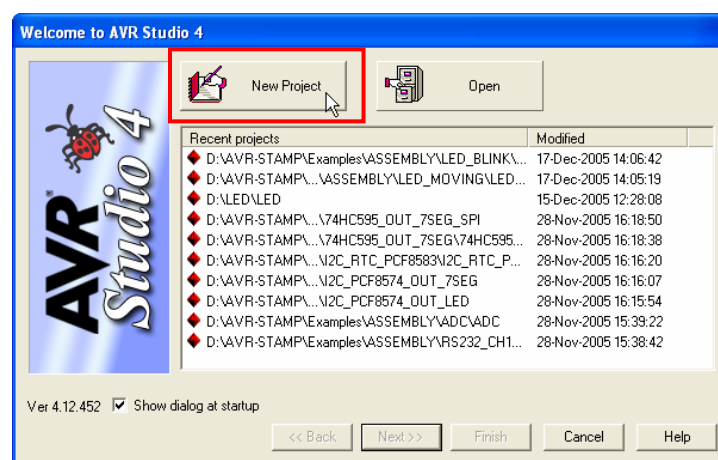 Welcome to AVR Studio 4
New Project
Open
AVR
Studio 4
Recent projects Modified
D:\AVR-STAMP\Examples\ASSEMBLY\LED_BLINK\... 17-Dec-2005 14:06:42
D:\AVR-STAMP\...\ASSEMBLY\LED_MOVING\LED... 17-Dec-2005 14:05:19
D:\LED\LED 15-Dec-2005 12:28:08
D:\AVR-STAMP\...\74HC595_OUT_7SEG_SPI 28-Nov-2005 16:18:50
D:\AVR-STAMP\...\74HC595_OUT_7SEG\74HC595... 28-Nov-2005 16:18:38
D:\AVR-STAMP\...\I2C_RTC_PCF8583\I2C_RTC_P... 28-Nov-2005 16:16:20
D:\AVR-STAMP\...\I2C_PCF8574_OUT_7SEG 28-Nov-2005 16:16:07
D:\AVR-STAMP\...\I2C_PCF8574_OUT_LED 28-Nov-2005 16:15:54
D:\AVR-STAMP\Examples\ASSEMBLY\ADC\ADC 28-Nov-2005 15:39:22
D:\AVR-STAMP\Examples\ASSEMBLY\RS232_CH1... 28-Nov-2005 15:38:42
Ver 4.12.452 Show dialog at startup
<< Back Next >> Finish Cancel Help